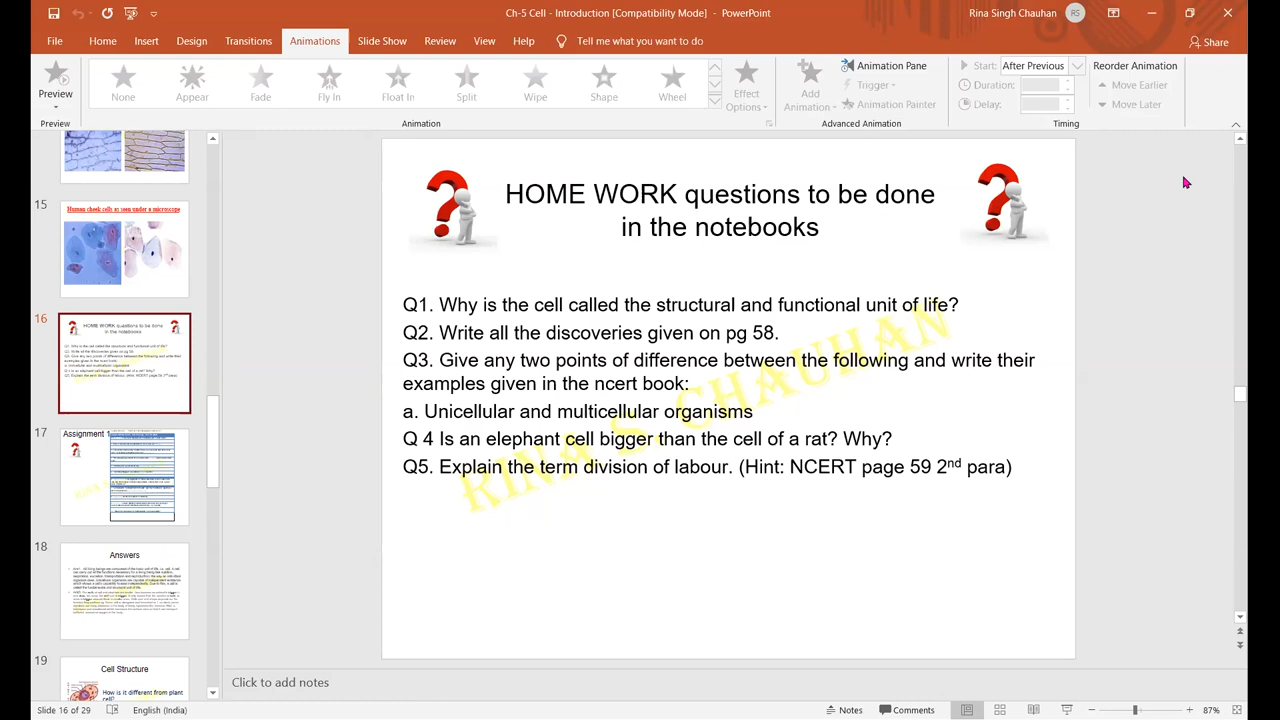 Ch-5 Cell - Introduction [Compatibility Mode] - PowerPoint
Rina Singh Chauhan
RS
File Home Insert Design Transitions Animations Slide Show Review View Help Tell me what you want to do
Share
Preview
None Appear Fade Fly In Float In Split Wipe Shape Wheel
Effect Options
Add Animation
Animation Pane
Trigger
Animation Painter
Start: After Previous
Duration:
Delay:
Reorder Animation
Move Earlier
Move Later
Preview Animation Advanced Animation Timing
15
Human cheek cells as seen under a microscope
16
17
Assignment 1
18
Answers
19
Cell Structure
How is it different from plant
cell?
HOME WORK questions to be done
in the notebooks
Q1. Why is the cell called the structural and functional unit of life?
Q2. Write all the discoveries given on pg 58.
Q3. Give any two points of difference between the following and write their
examples given in the ncert book:
a. Unicellular and multicellular organisms
Q 4 Is an elephant cell bigger than the cell of a rat? Why?
Q5. Explain the term division of labour. (Hint: NCERT page 59 2nd para)
Click to add notes
Slide 16 of 29 English (India) Notes Comments 87%